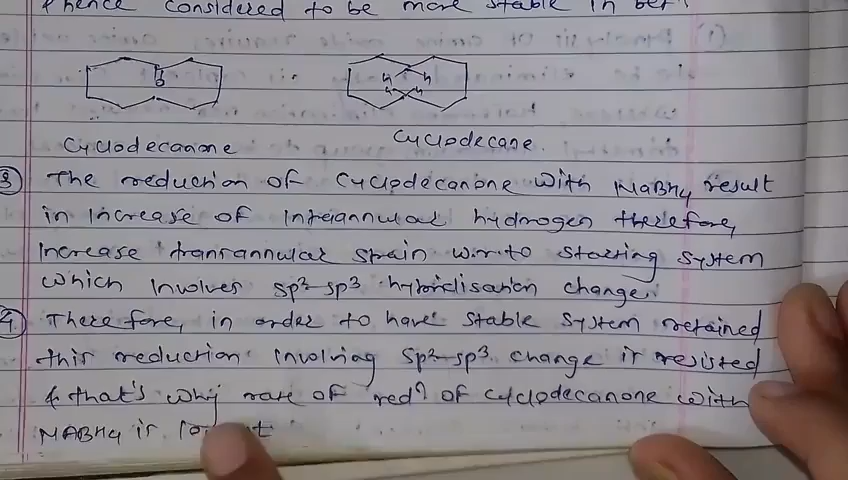 & hence considered to be more stable in
Cyclodecanone
Cyclodecane.
③ The reduction of Cyclodecanone with NaBH4 result
in increase of Intraannular hydrogen therefore,
Increase transannular strain w.r.to starting system
which involves sp²-sp³ hybridisation change.
4. Therefore, in order to have stable system retained
this reduction involving sp²-sp³ change is resisted
& that's why rate of redn of cyclodecanone with
NABH4 is